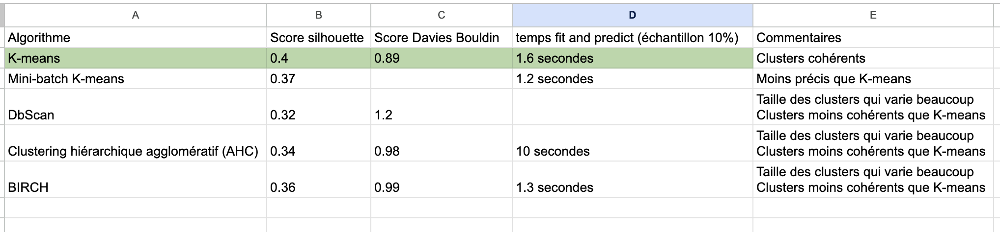 A B C D E
Algorithme Score silhouette Score Davies Bouldin temps fit and predict (échantillon 10%) Commentaires
K-means 0.4 0.89 1.6 secondes Clusters cohérents
Mini-batch K-means 0.37 1.2 secondes Moins précis que K-means
Taille des clusters qui varie beaucoup
DbScan 0.32 1.2 Clusters moins cohérents que K-means
Taille des clusters qui varie beaucoup
Clustering hiérarchique agglomératif (AHC) 0.34 0.98 10 secondes Clusters moins cohérents que K-means
Taille des clusters qui varie beaucoup
BIRCH 0.36 0.99 1.3 secondes Clusters moins cohérents que K-means